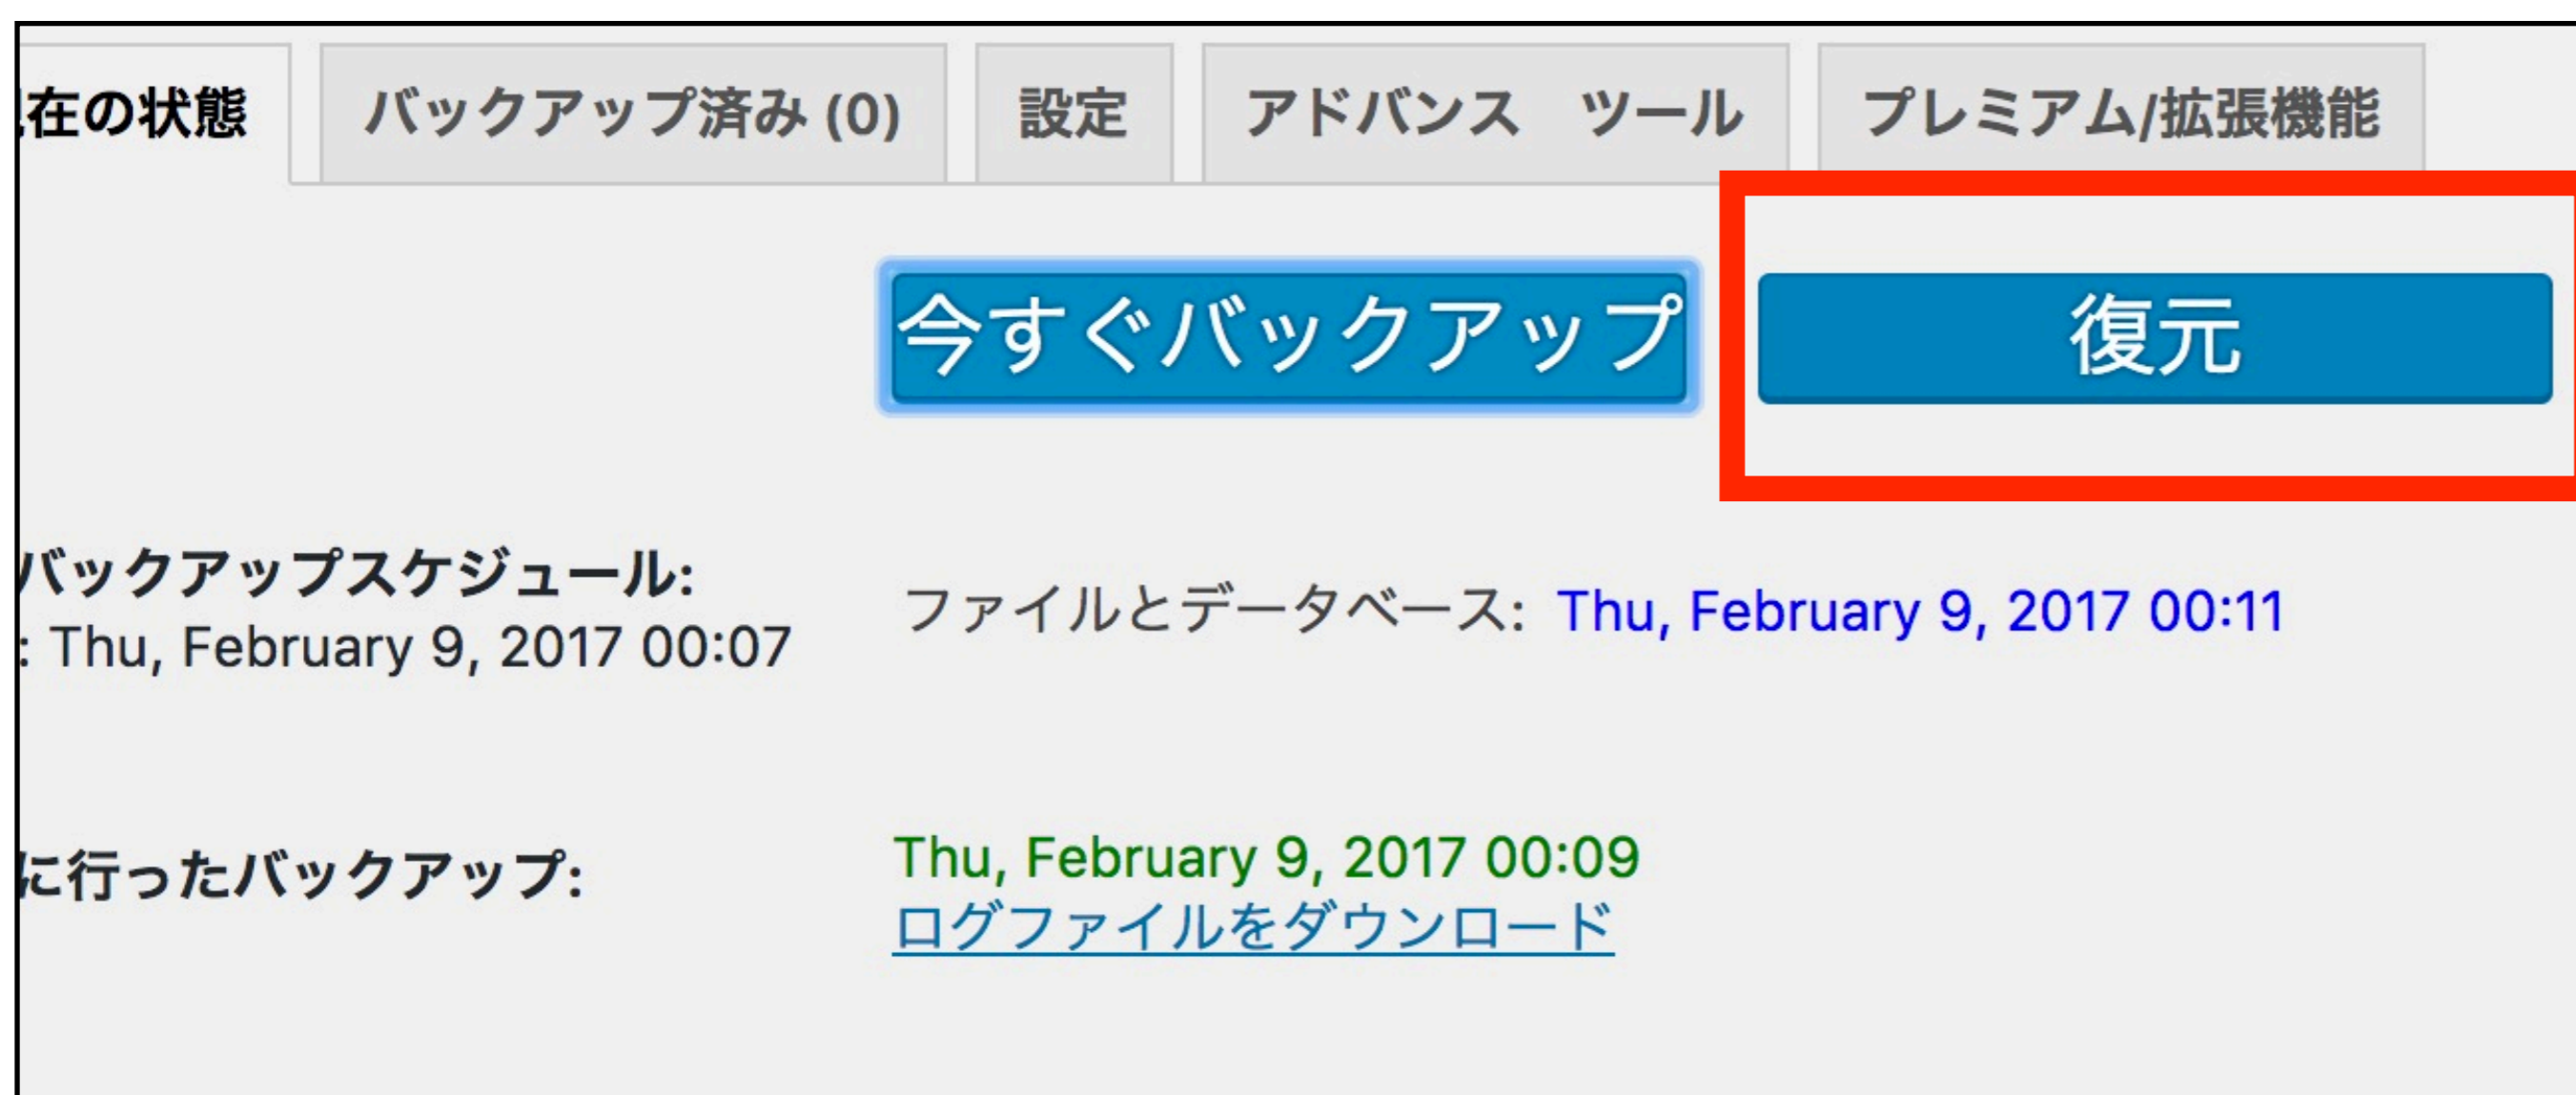 在の状態
バックアップ済み (0)
設定
アドバンス　ツール
プレミアム/拡張機能
今すぐバックアップ
復元
バックアップスケジュール:
: Thu, February 9, 2017 00:07
ファイルとデータベース: Thu, February 9, 2017 00:11
に行ったバックアップ:
Thu, February 9, 2017 00:09
ログファイルをダウンロード